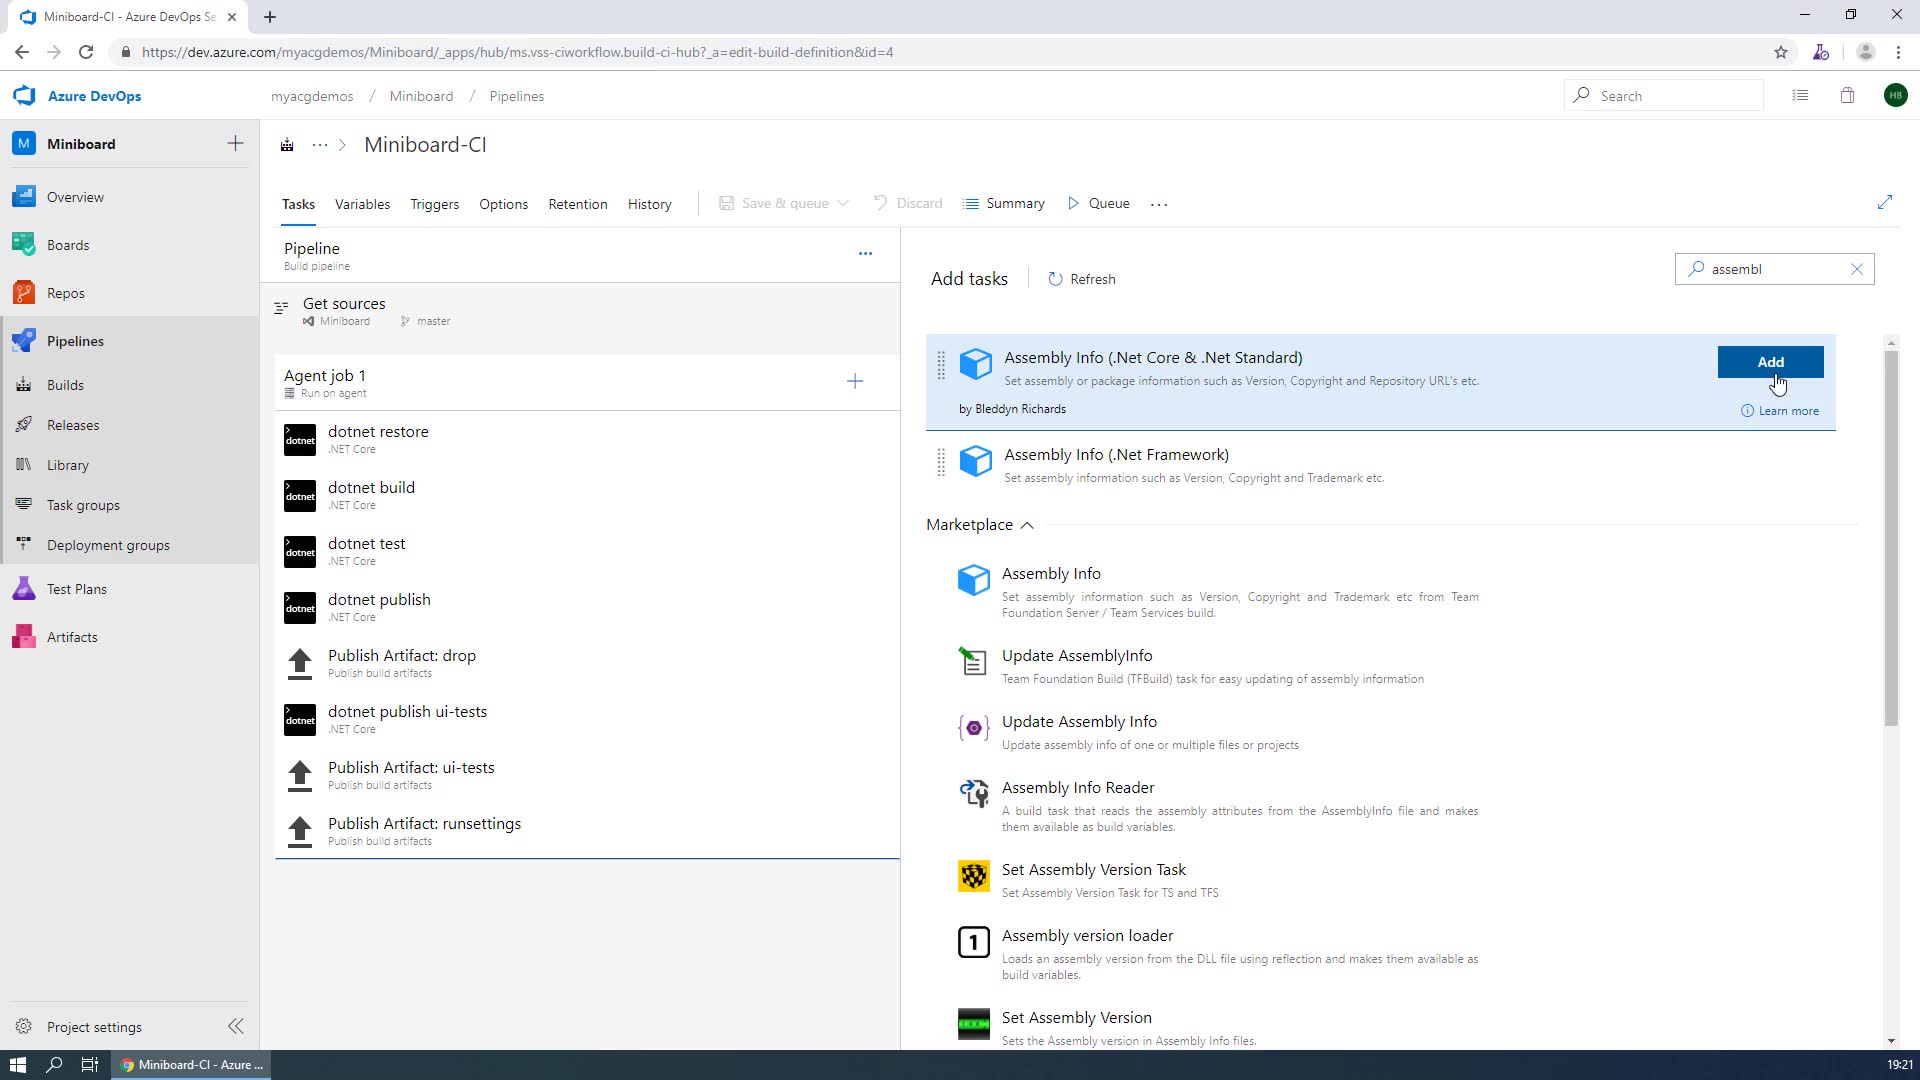 Miniboard-CI - Azure DevOps Se
https://dev.azure.com/myacgdemos/Miniboard/_apps/hub/ms.vss-ciworkflow.build-ci-hub?_a=edit-build-definition&id=4
Azure DevOps
myacgdemos / Miniboard / Pipelines
Search
HB
M Miniboard
Overview
Boards
Repos
Pipelines
Builds
Releases
Library
Task groups
Deployment groups
Test Plans
Artifacts
Project settings
... > Miniboard-CI
Tasks Variables Triggers Options Retention History Save & queue Discard Summary Queue ...
Pipeline
Build pipeline
Get sources
Miniboard master
Agent job 1
Run on agent
dotnet dotnet restore
.NET Core
dotnet dotnet build
.NET Core
dotnet dotnet test
.NET Core
dotnet dotnet publish
.NET Core
Publish Artifact: drop
Publish build artifacts
dotnet dotnet publish ui-tests
.NET Core
Publish Artifact: ui-tests
Publish build artifacts
Publish Artifact: runsettings
Publish build artifacts
Add tasks Refresh
assembl
Assembly Info (.Net Core & .Net Standard)
Set assembly or package information such as Version, Copyright and Repository URL's etc.
by Bleddyn Richards
Add
Learn more
Assembly Info (.Net Framework)
Set assembly information such as Version, Copyright and Trademark etc.
Marketplace
Assembly Info
Set assembly information such as Version, Copyright and Trademark etc from Team
Foundation Server / Team Services build.
Update AssemblyInfo
Team Foundation Build (TFBuild) task for easy updating of assembly information
Update Assembly Info
Update assembly info of one or multiple files or projects
Assembly Info Reader
A build task that reads the assembly attributes from the AssemblyInfo file and makes
them available as build variables.
Set Assembly Version Task
Set Assembly Version Task for TS and TFS
1 Assembly version loader
Loads an assembly version from the DLL file using reflection and makes them available as
build variables.
Set Assembly Version
Sets the Assembly version in Assembly Info files.
Miniboard-CI - Azure ...
19:21